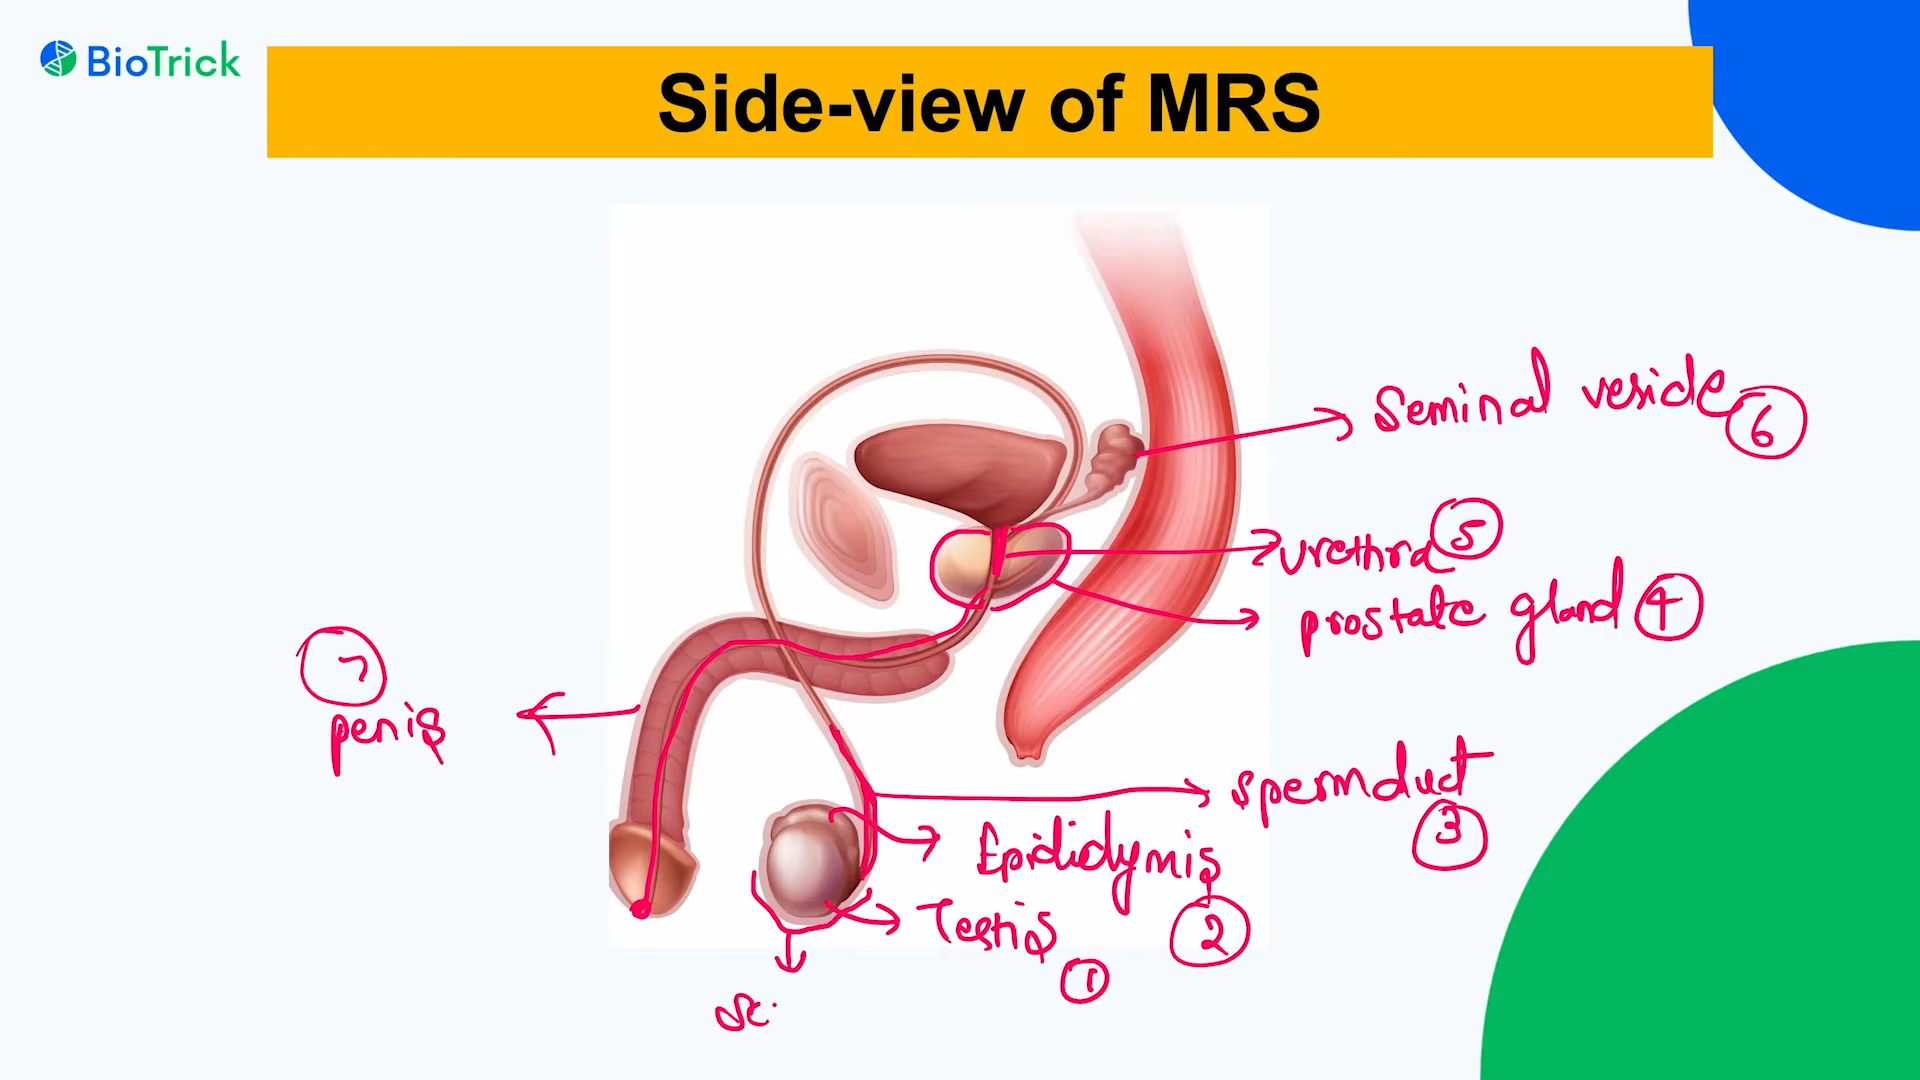 BioTrick
Side-view of MRS
Seminal vesicle 6
urethra 5
prostate gland 4
7
penis
spermduct
3
Epididymis
2
Testis
1
sc.